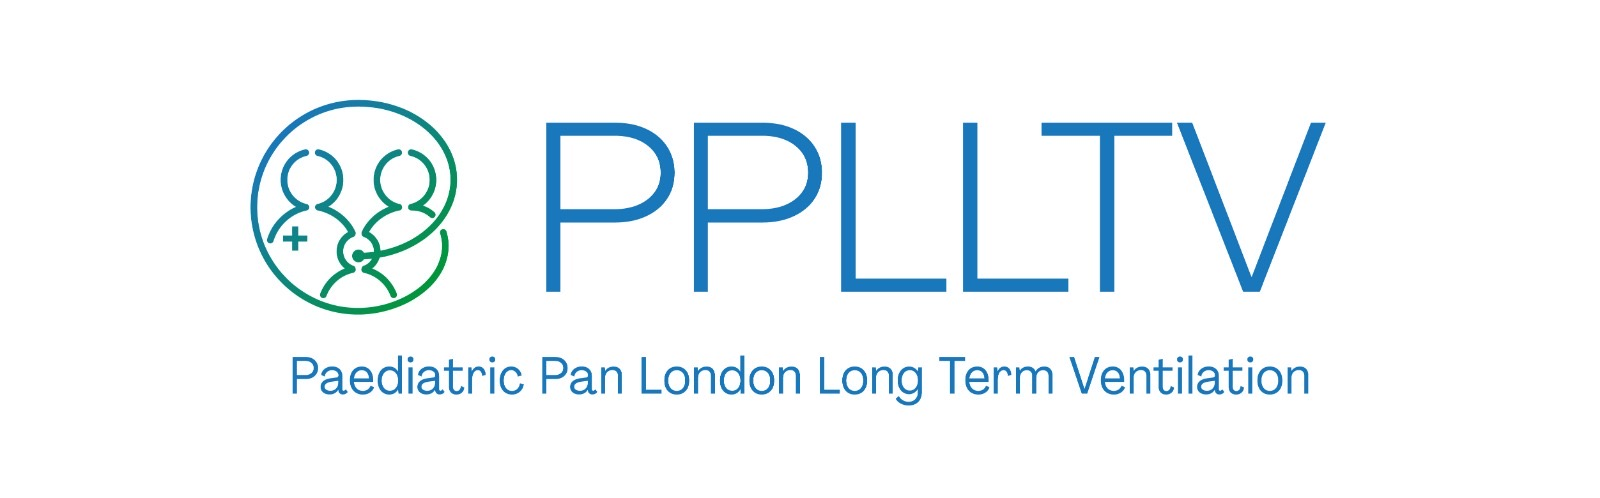 PPLLTV
Paediatric Pan London Long Term Ventilation